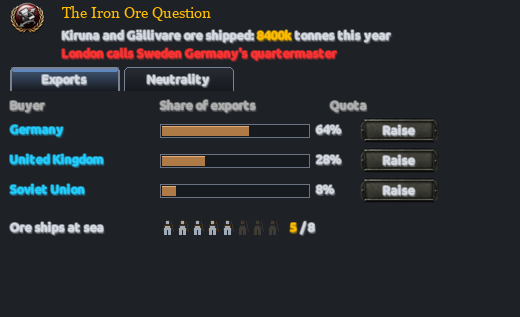 The Iron Ore Question
Kiruna and Gällivare ore shipped: 8400k tonnes this year
London calls Sweden Germany's quartermaster
Exports Neutrality
Buyer Share of exports Quota
Germany 64% Raise
United Kingdom 28% Raise
Soviet Union 8% Raise
Ore ships at sea 5 / 8